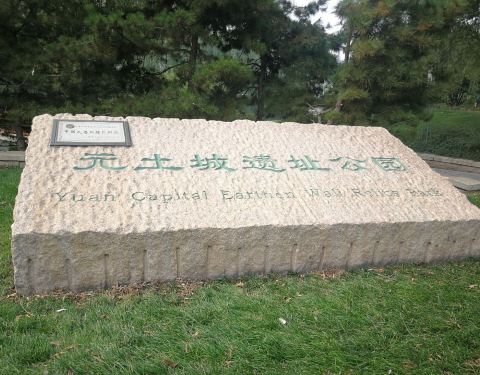 元土城遗址公园
Yuan Capital Earthen Wall Relics Park